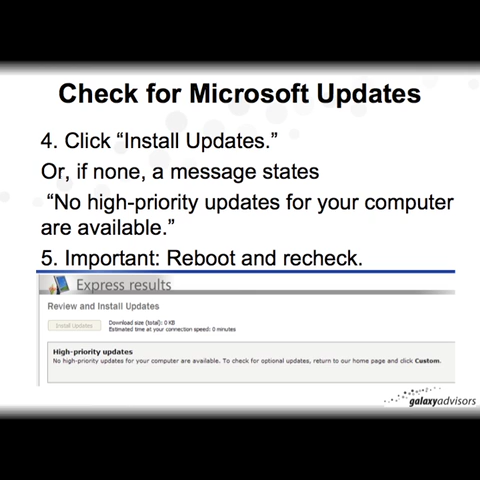 Check for Microsoft Updates
4. Click “Install Updates.”
Or, if none, a message states
“No high-priority updates for your computer
are available.”
5. Important: Reboot and recheck.
Express results
Review and Install Updates
Install Updates
Download size (total): 0 KB
Estimated time at your connection speed: 0 minutes
High-priority updates
No high-priority updates for your computer are available. To check for optional updates, return to our home page and click Custom.
galaxyadvisors